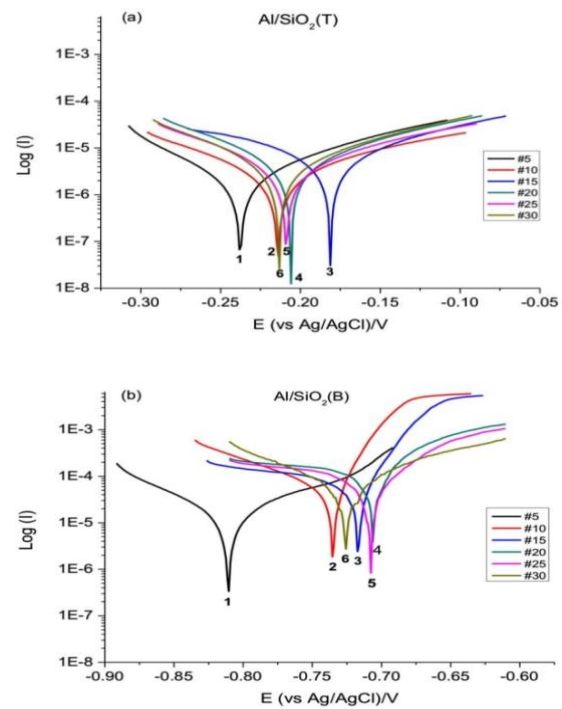 (a)
Al/SiO₂(T)
1E-3
1E-4
1E-5
1E-6
1E-7
1E-8
Log (I)
#5
#10
#15
#20
#25
#30
1
2
5
6
4
3
-0.30
-0.25
-0.20
-0.15
-0.10
-0.05
E (vs Ag/AgCl)/V
(b)
Al/SiO₂(B)
1E-3
1E-4
1E-5
1E-6
1E-7
1E-8
Log (I)
#5
#10
#15
#20
#25
#30
1
2
6
3
4
5
-0.90
-0.85
-0.80
-0.75
-0.70
-0.65
-0.60
E (vs Ag/AgCl)/V